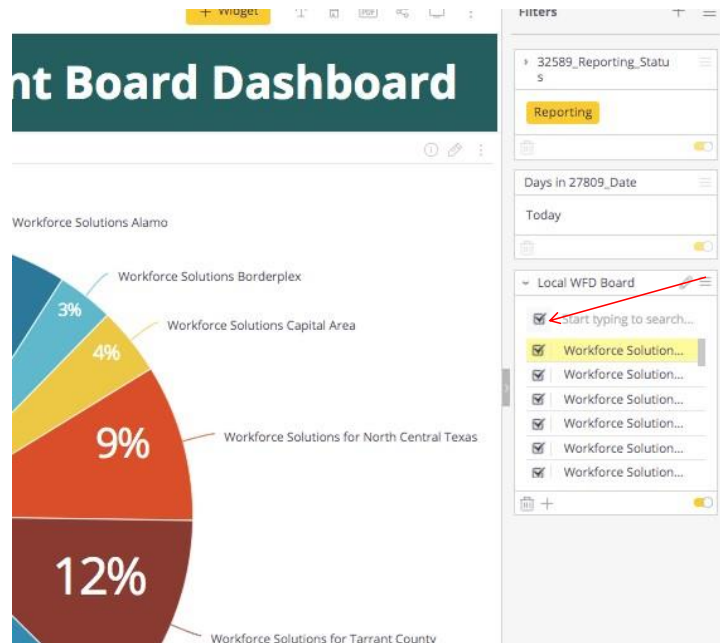 + Widget
PDF
Filters
nt Board Dashboard
32589_Reporting_Statu
s
Reporting
Days in 27809_Date
Today
Local WFD Board
Start typing to search...
Workforce Solution...
Workforce Solution...
Workforce Solution...
Workforce Solution...
Workforce Solution...
Workforce Solution...
Workforce Solutions Alamo
Workforce Solutions Borderplex
3%
Workforce Solutions Capital Area
4%
9%
Workforce Solutions for North Central Texas
12%
Workforce Solutions for Tarrant County